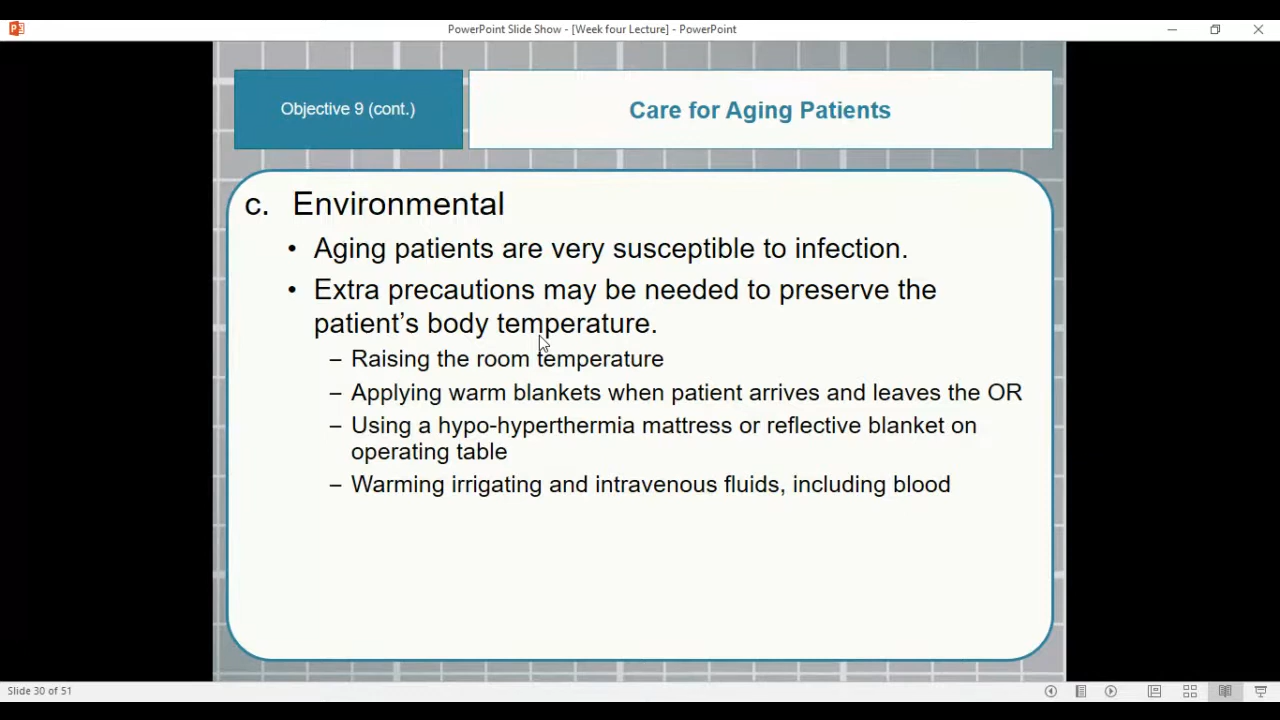 PowerPoint Slide Show - [Week four Lecture] - PowerPoint
Objective 9 (cont.)
Care for Aging Patients
c. Environmental
• Aging patients are very susceptible to infection.
• Extra precautions may be needed to preserve the
patient’s body temperature.
– Raising the room temperature
– Applying warm blankets when patient arrives and leaves the OR
– Using a hypo-hyperthermia mattress or reflective blanket on
operating table
– Warming irrigating and intravenous fluids, including blood
Slide 30 of 51